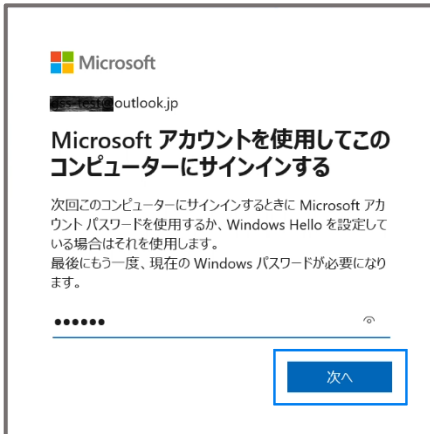 Microsoft
outlook.jp
Microsoft アカウントを使用してこの
コンピューターにサインインする
次回このコンピューターにサインインするときに Microsoft アカ
ウント パスワードを使用するか、Windows Hello を設定して
いる場合はそれを使用します。
最後にもう一度、現在の Windows パスワードが必要になり
ます。
●●●●●●
次へ